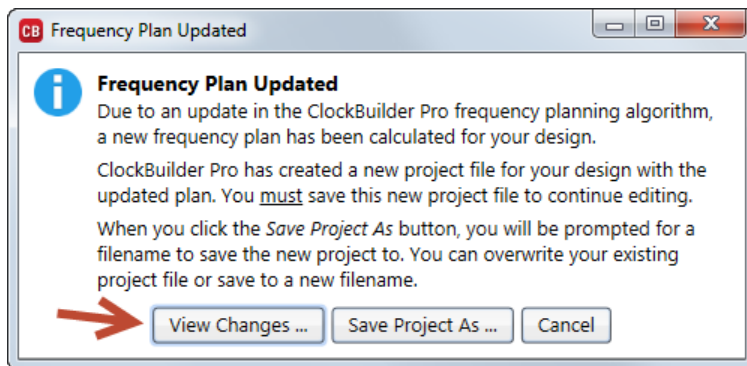 CB Frequency Plan Updated
Frequency Plan Updated
Due to an update in the ClockBuilder Pro frequency planning algorithm,
a new frequency plan has been calculated for your design.
ClockBuilder Pro has created a new project file for your design with the
updated plan. You must save this new project file to continue editing.
When you click the Save Project As button, you will be prompted for a
filename to save the new project to. You can overwrite your existing
project file or save to a new filename.
View Changes ... Save Project As ... Cancel